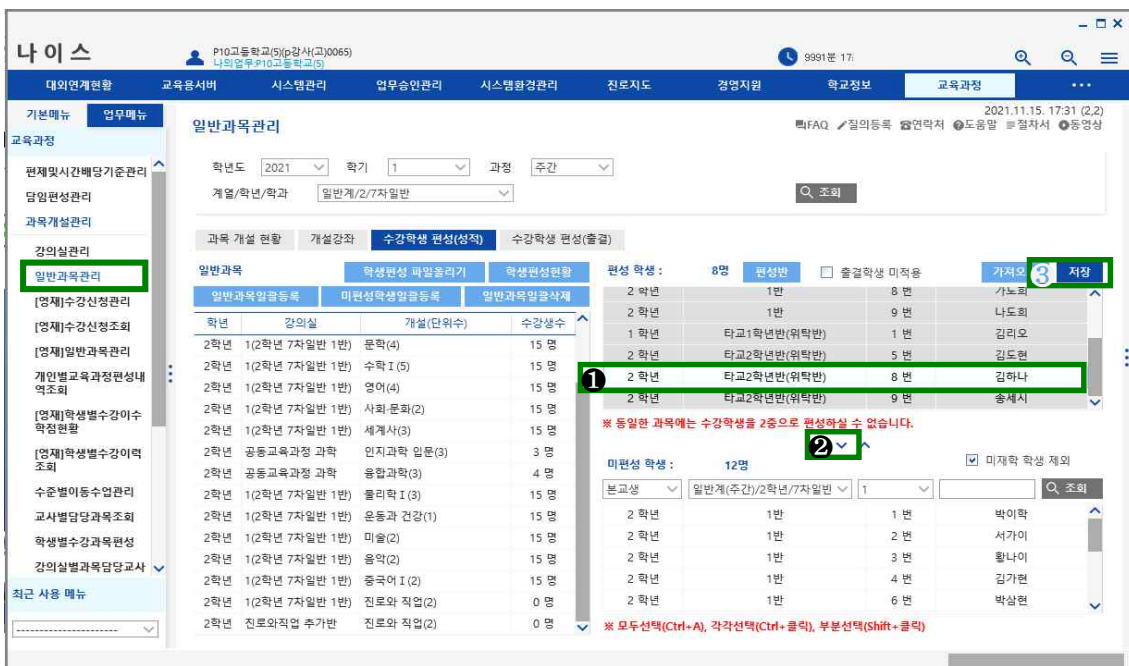 나이스
P10고등학교(5)(p강사(고)0065)
나의업무:P10고등학교(5)
9991분 17
대외연계현황 교육용서버 시스템관리 업무승인관리 시스템환경관리 진로지도 경영지원 학교정보 교육과정 •••
기본메뉴 업무메뉴
교육과정
편제및시간배당기준관리
담임편성관리
과목개설관리
강의실관리
일반과목관리
[영재]수강신청관리
[영재]수강신청조회
[영재]일반과목관리
개인별교육과정편성내
역조회
[영재]학생별수강이수
학점현황
[영재]학생별수강이력
조회
수준별이동수업관리
교사별담당과목조회
학생별수강과목편성
강의실별과목담당교사
최근 사용 메뉴
----------------------
일반과목관리
2021.11.15. 17:31 (2,2)
FAQ 질의등록 연락처 도움말 절차서 동영상
학년도 2021 학기 1 과정 주간
계열/학년/학과 일반계/2/7차일반 조회
과목 개설 현황 개설강좌 수강학생 편성(성적) 수강학생 편성(출결)
일반과목 학생편성 파일올리기 학생편성현황
일반과목일괄등록 미편성학생일괄등록 일반과목일괄삭제
학년 강의실 개설(단위수) 수강생수
2학년 1(2학년 7차일반 1반) 문학(4) 15 명
2학년 1(2학년 7차일반 1반) 수학 I (5) 15 명
2학년 1(2학년 7차일반 1반) 영어(4) 15 명
2학년 1(2학년 7차일반 1반) 사회·문화(2) 15 명
2학년 1(2학년 7차일반 1반) 세계사(3) 15 명
2학년 공동교육과정 과학 인지과학 입문(3) 3 명
2학년 공동교육과정 과학 융합과학(3) 4 명
2학년 1(2학년 7차일반 1반) 물리학 I (3) 15 명
2학년 1(2학년 7차일반 1반) 운동과 건강(1) 15 명
2학년 1(2학년 7차일반 1반) 미술(2) 15 명
2학년 1(2학년 7차일반 1반) 음악(2) 15 명
2학년 1(2학년 7차일반 1반) 중국어 I (2) 15 명
2학년 1(2학년 7차일반 1반) 진로와 직업(2) 0 명
2학년 진로와직업 추가반 진로와 직업(2) 0 명
편성 학생 : 8명 편성반 출결학생 미적용 가져오 3 저장
2 학년 1반 8 번 가노희
2 학년 1반 9 번 나도희
1 학년 타교1학년반(위탁반) 1 번 김리오
2 학년 타교2학년반(위탁반) 5 번 김도현
1 2 학년 타교2학년반(위탁반) 8 번 김하나
2 학년 타교2학년반(위탁반) 9 번 송세시
※ 동일한 과목에는 수강학생을 2중으로 편성하실 수 없습니다.
2
미편성 학생 : 12명 미재학 학생 제외
본교생 일반계(주간)/2학년/7차일반 1 조회
2 학년 1반 1 번 박이학
2 학년 1반 2 번 서가이
2 학년 1반 3 번 황나이
2 학년 1반 4 번 김가현
2 학년 1반 6 번 박삼현
※ 모두선택(Ctrl+A), 각각선택(Ctrl+클릭), 부분선택(Shift+클릭)